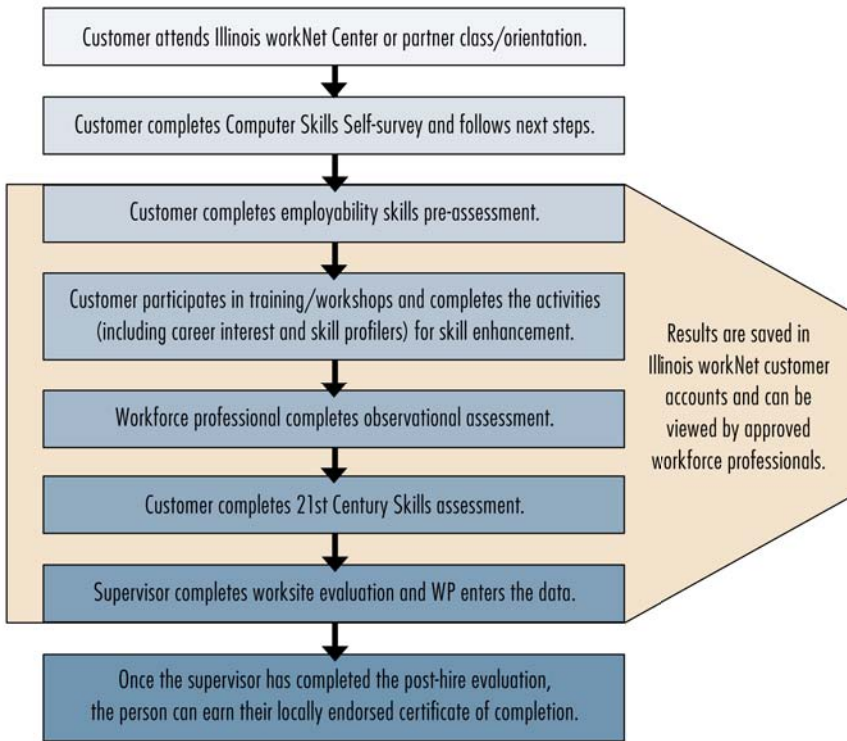 Customer attends Illinois workNet Center or partner class/orientation.
Customer completes Computer Skills Self-survey and follows next steps.
Customer completes employability skills pre-assessment.
Customer participates in training/workshops and completes the activities
(including career interest and skill profilers) for skill enhancement.
Workforce professional completes observational assessment.
Customer completes 21st Century Skills assessment.
Supervisor completes worksite evaluation and WP enters the data.
Results are saved in
Illinois workNet customer
accounts and can be
viewed by approved
workforce professionals.
Once the supervisor has completed the post-hire evaluation,
the person can earn their locally endorsed certificate of completion.